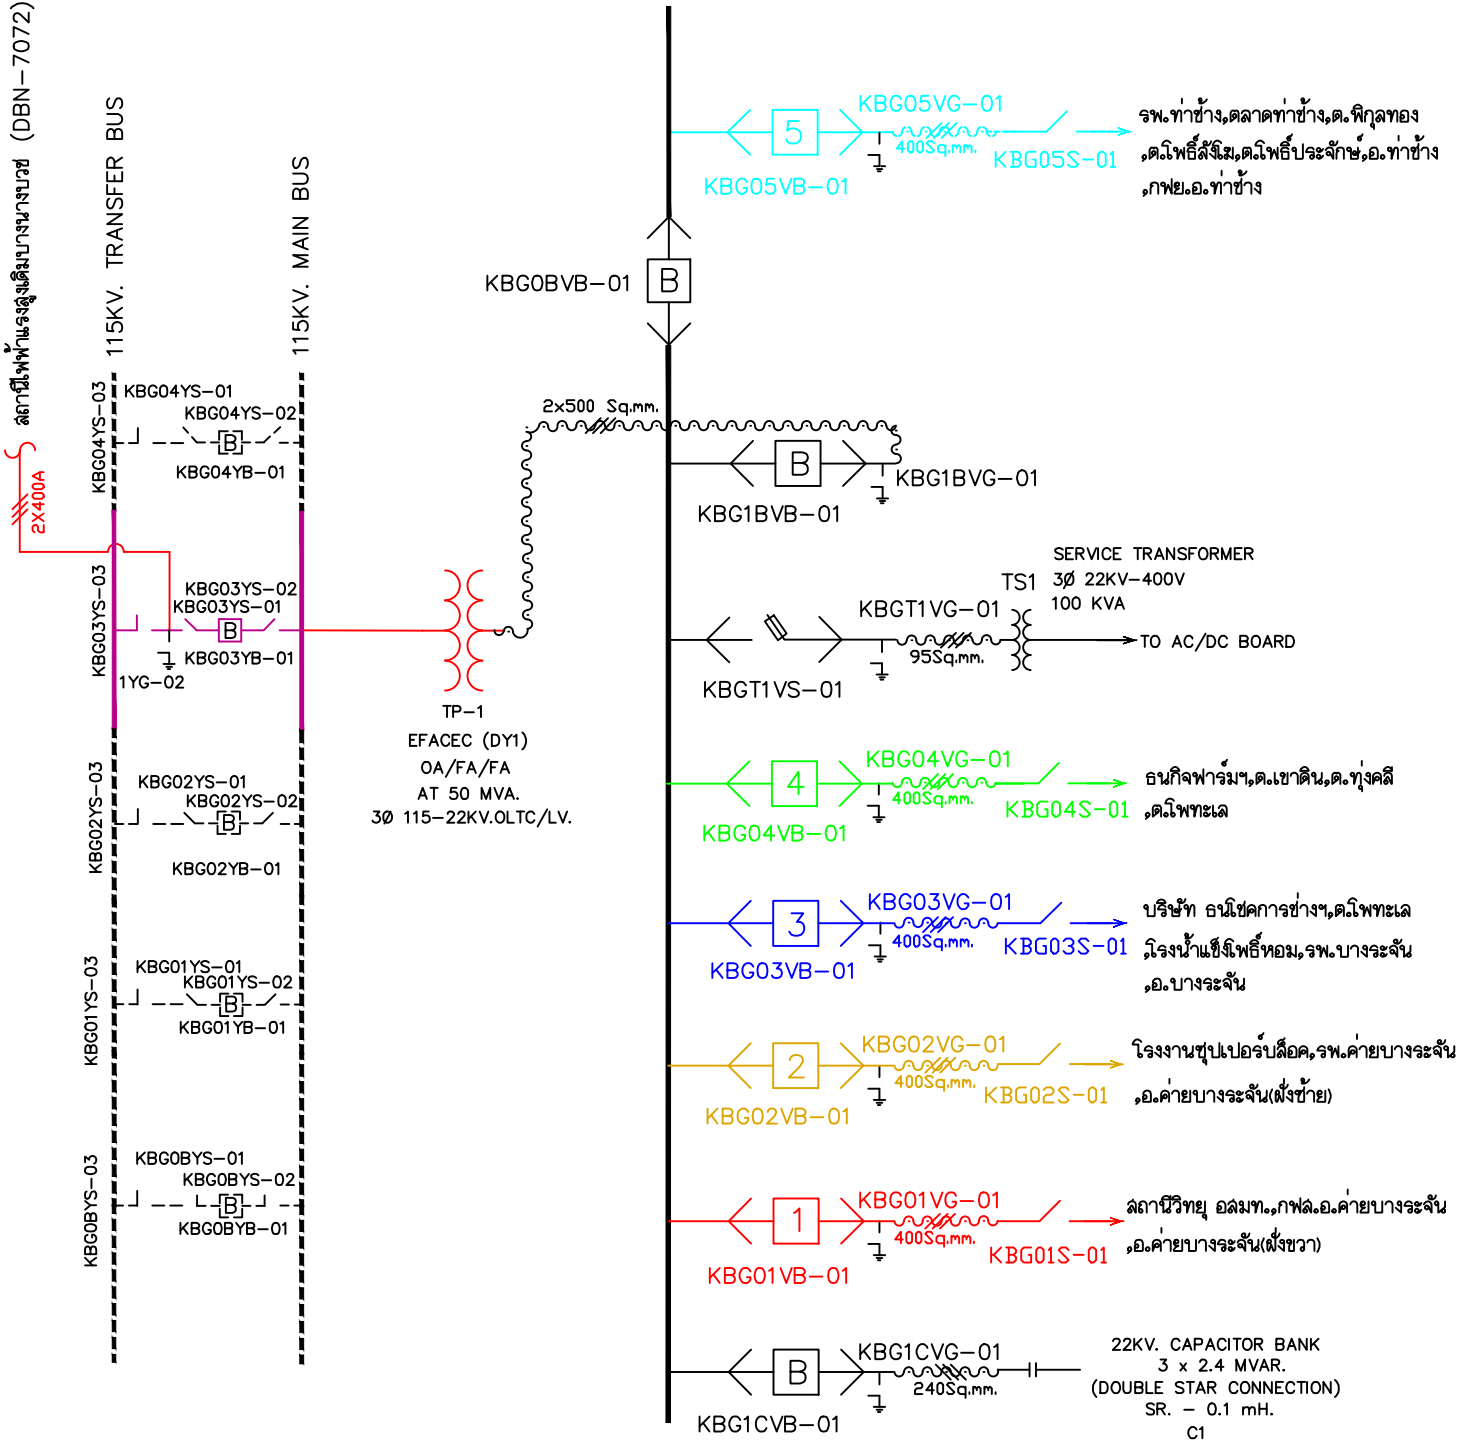 สถานีไฟฟ้าแรงสูงเดิมบางนางบวช (DBN-7072)
115KV. TRANSFER BUS
115KV. MAIN BUS
2X400A
KBG04YS-03
KBG04YS-01
KBG04YS-02
B
KBG04YB-01
KBG03YS-03
KBG03YS-02
KBG03YS-01
B
KBG03YB-01
1YG-02
KBG02YS-03
KBG02YS-01
KBG02YS-02
B
KBG02YB-01
KBG01YS-03
KBG01YS-01
KBG01YS-02
B
KBG01YB-01
KBG0BYS-03
KBG0BYS-01
KBG0BYS-02
B
KBG0BYB-01
TP-1
EFACEC (DY1)
OA/FA/FA
AT 50 MVA.
3Ø 115-22KV.OLTC/LV.
2x500 Sq.mm.
KBG05VG-01
5
400Sq.mm.
KBG05S-01
KBG05VB-01
รพ.ท่าช้าง,ตลาดท่าช้าง,ต.พิกุลทอง
,ต.โพธิ์สังโฆ,ต.โพธิ์ประจักษ์,อ.ท่าช้าง
,กฟย.อ.ท่าช้าง
KBG0BVB-01
B
B
KBG1BVG-01
KBG1BVB-01
SERVICE TRANSFORMER
TS1
3Ø 22KV-400V
100 KVA
KBGT1VG-01
95Sq.mm.
TO AC/DC BOARD
KBGT1VS-01
KBG04VG-01
4
400Sq.mm.
KBG04S-01
KBG04VB-01
ธนกิจฟาร์มฯ,ต.เขาดิน,ต.ทุ่งคลี
,ต.โพทะเล
KBG03VG-01
3
400Sq.mm.
KBG03S-01
KBG03VB-01
บริษัท ธนโชคการช่างฯ,ต.โพทะเล
,โรงน้ำแข็งโพธิ์หอม,รพ.บางระจัน
,อ.บางระจัน
KBG02VG-01
2
400Sq.mm.
KBG02S-01
KBG02VB-01
โรงงานซุปเปอร์บล็อค,รพ.ค่ายบางระจัน
,อ.ค่ายบางระจัน(ฝั่งซ้าย)
KBG01VG-01
1
400Sq.mm.
KBG01S-01
KBG01VB-01
สถานีวิทยุ อสมท.,กฟส.อ.ค่ายบางระจัน
,อ.ค่ายบางระจัน(ฝั่งขวา)
KBG1CVG-01
B
240Sq.mm.
KBG1CVB-01
22KV. CAPACITOR BANK
3 x 2.4 MVAR.
(DOUBLE STAR CONNECTION)
SR. - 0.1 mH.
C1